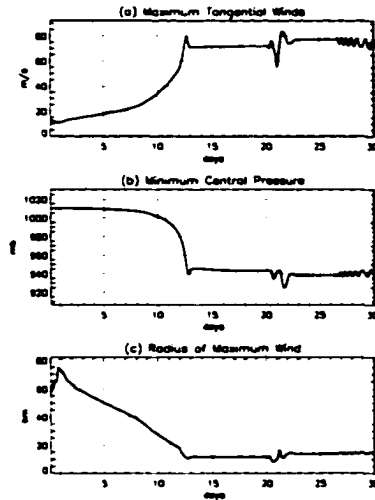 (a) Maximum Tangential Winds
80
60
40
20
0
m/s
5 10 15 20 25 30
days
(b) Minimum Central Pressure
1020
1000
980
960
940
920
mb
5 10 15 20 25 30
days
(c) Radius of Maximum Wind
80
60
40
20
0
5 10 15 20 25 30
days